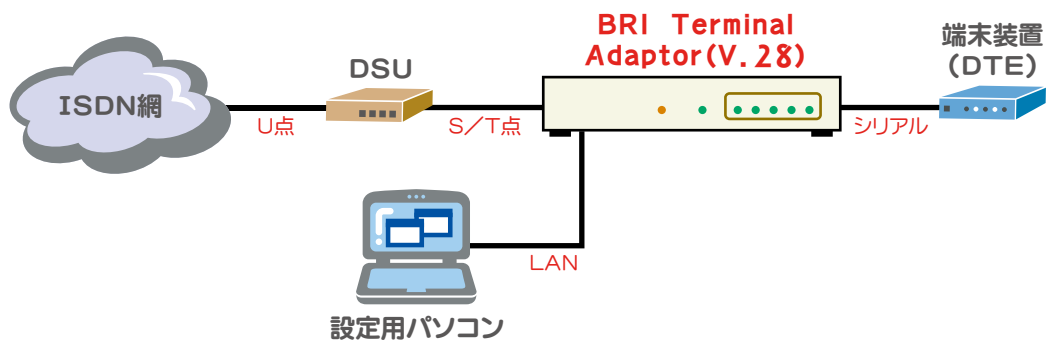 BRI Terminal
Adaptor(V.28)
端末装置
(DTE)
DSU
ISDN網
U点
S／T点
シリアル
LAN
設定用パソコン